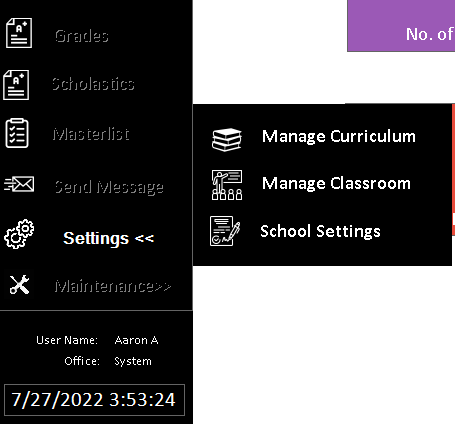 No. of
Grades
Scholastics
Masterlist
Manage Curriculum
Manage Classroom
Send Message
School Settings
Settings <<
Maintenance>>
User Name: Aaron A
Office: System
7/27/2022 3:53:24